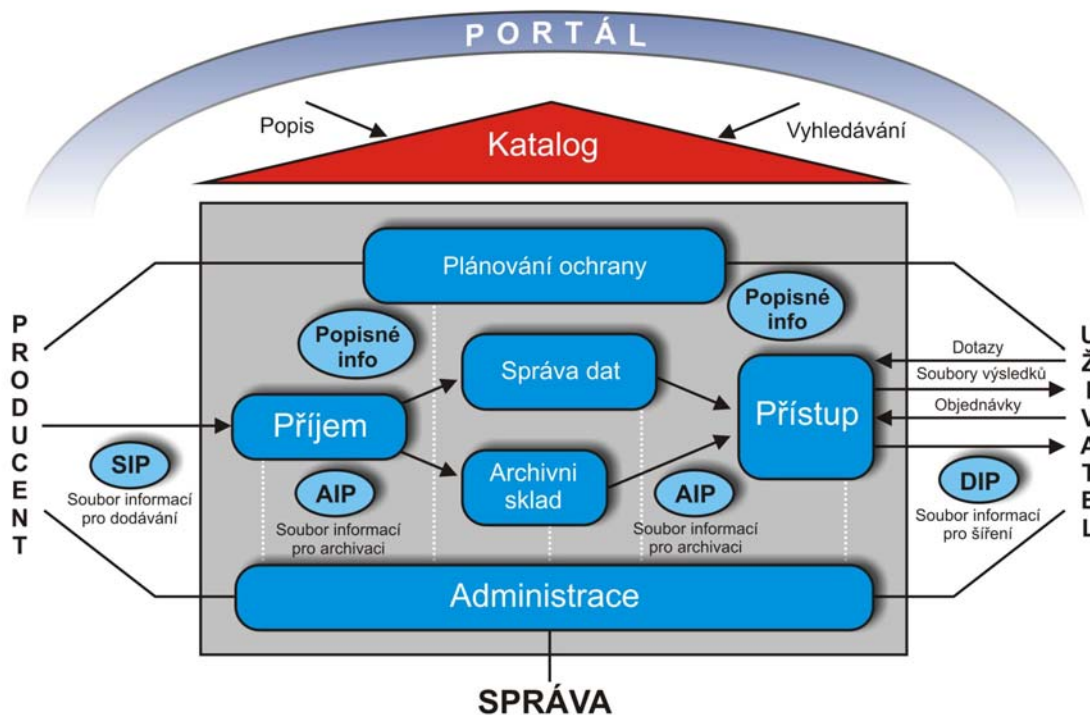 PORTÁL
Popis
Vyhledávání
Katalog
Plánování ochrany
Popisné
info
Popisné
info
PRODUCENT
UŽIVATEL
Správa dat
Dotazy
Soubory výsledků
Objednávky
Příjem
Přístup
SIP
Soubor informací
pro dodávání
AIP
Soubor informací
pro archivaci
Archivni
sklad
AIP
Soubor informací
pro archivaci
DIP
Soubor informací
pro šíření
Administrace
SPRÁVA